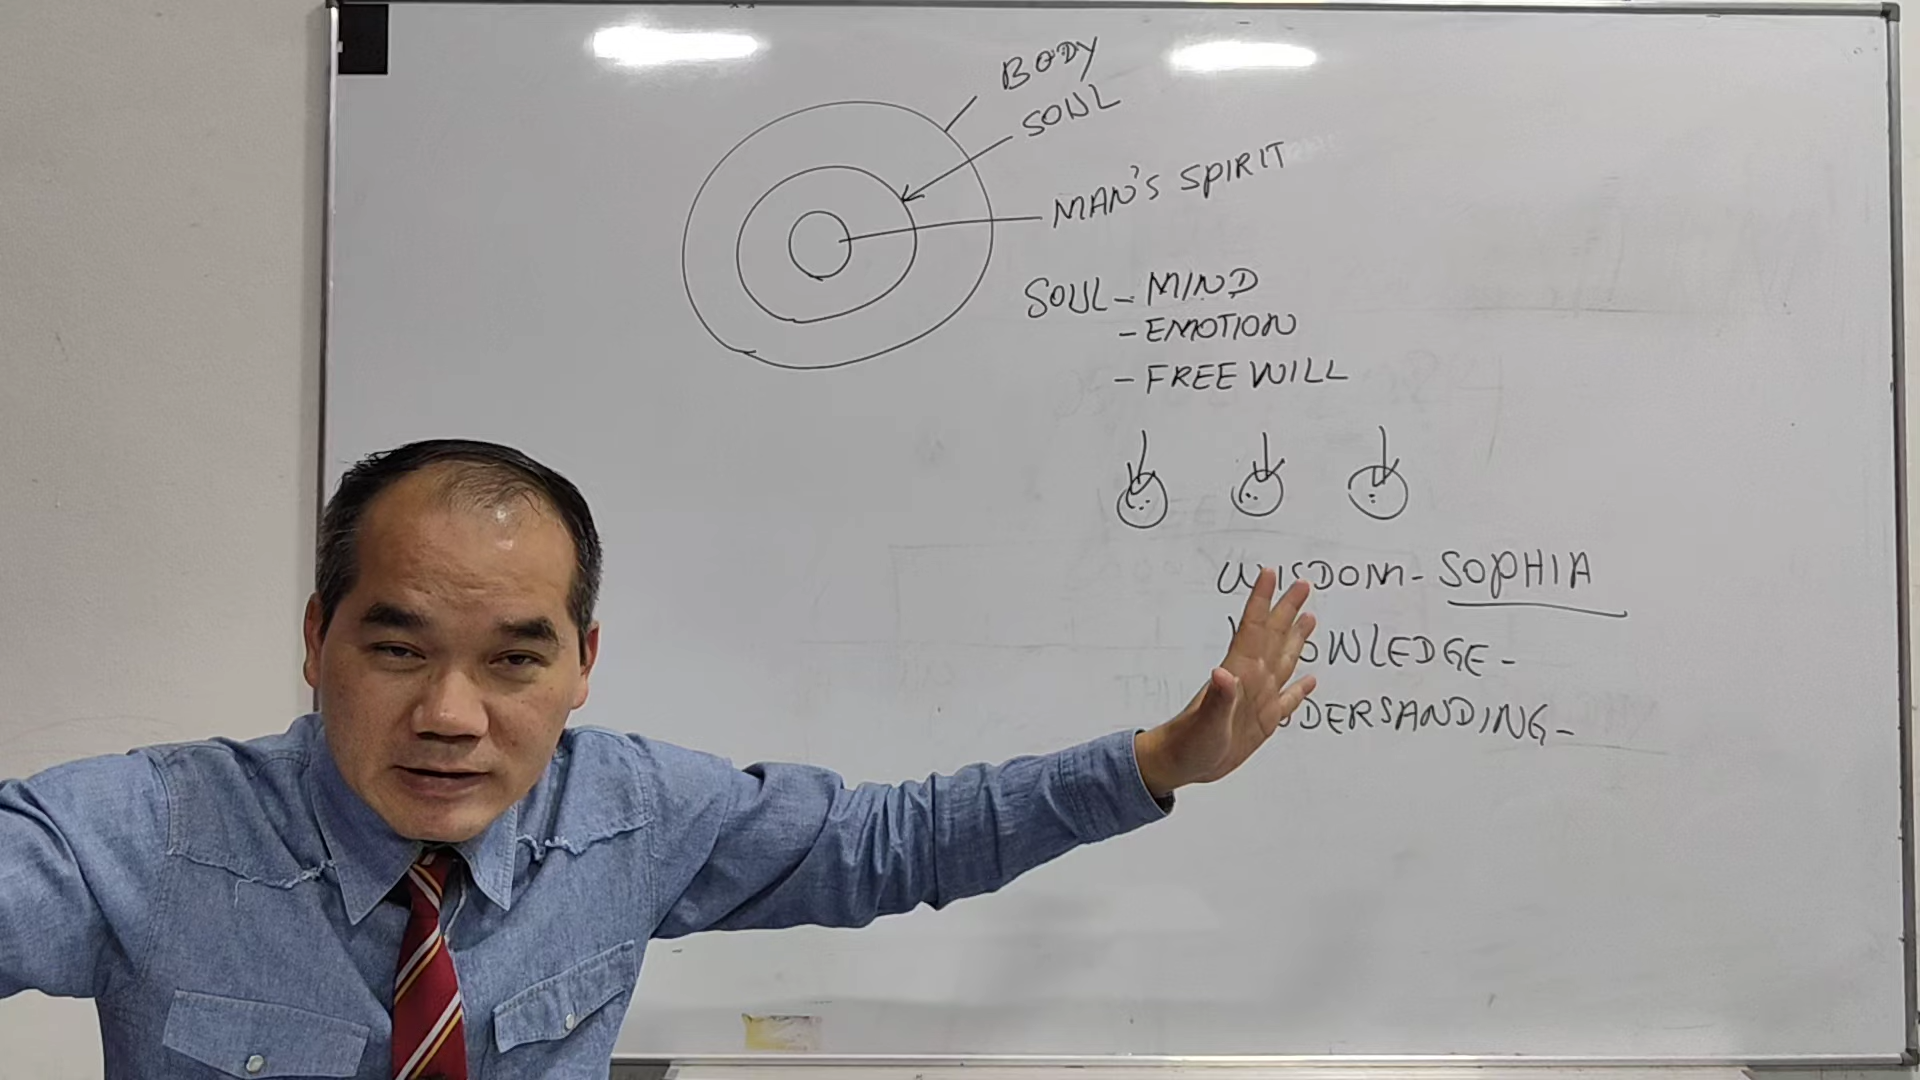 BODY
SOUL
MAN'S SPIRIT
SOUL - MIND
- EMOTION
- FREE WILL
WISDOM - SOPHIA